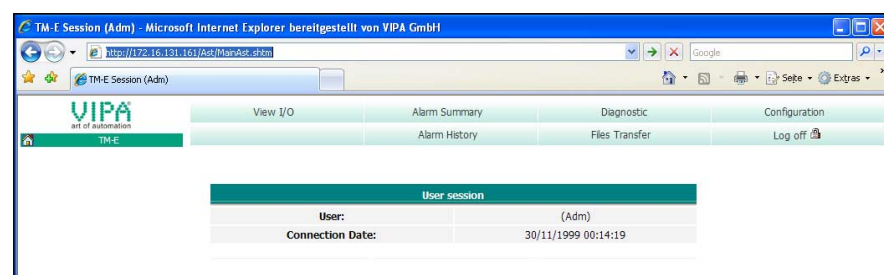 TM-E Session (Adm) - Microsoft Internet Explorer bereitgestellt von VIPA GmbH
http://172.16.131.161/Ast/MainAst.shtm
Google
TM-E Session (Adm)
Seite
Extras
VIPA
art of automation
TM-E
View I/O Alarm Summary Diagnostic Configuration
Alarm History Files Transfer Log off
User session
User: (Adm)
Connection Date: 30/11/1999 00:14:19